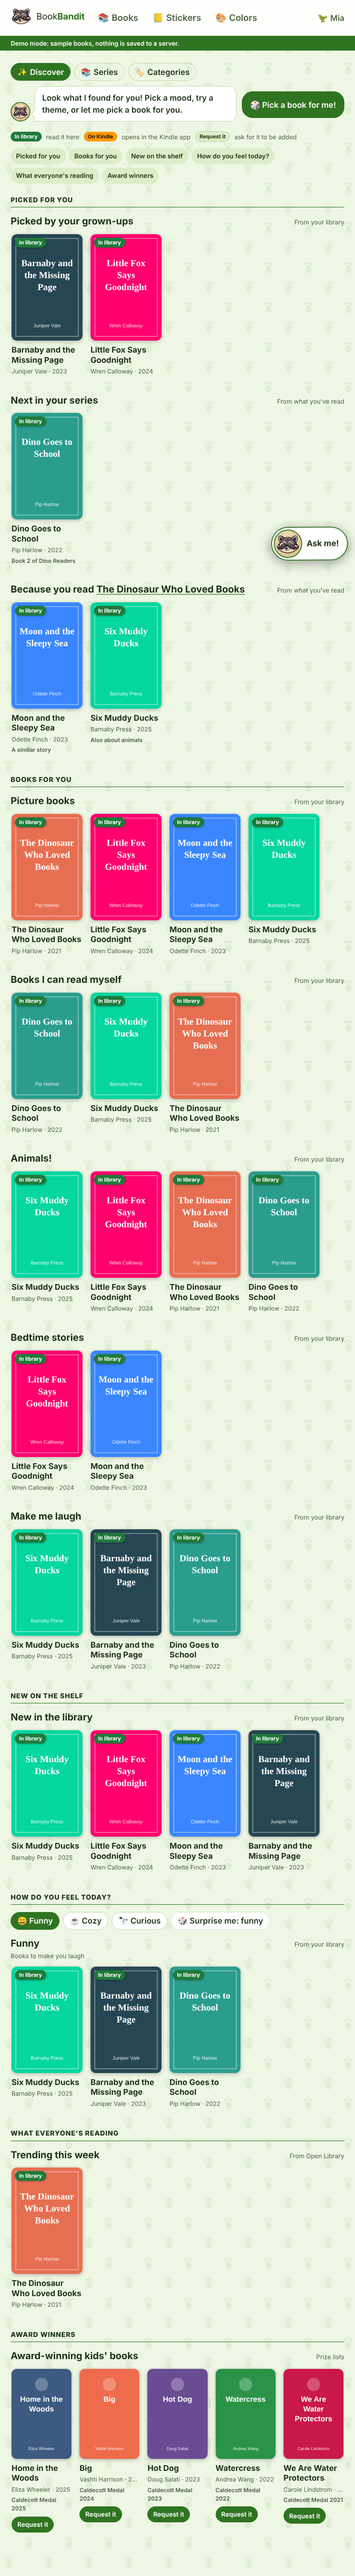 BookBandit
📚 Books
📒 Stickers
🎨 Colors
🦖 Mia
Demo mode: sample books, nothing is saved to a server.
✨ Discover
📚 Series
🏷️ Categories
Look what I found for you! Pick a mood, try a
theme, or let me pick a book for you.
🎲 Pick a book for me!
In library read it here On Kindle opens in the Kindle app Request it ask for it to be added
Picked for you
Books for you
New on the shelf
How do you feel today?
What everyone's reading
Award winners
PICKED FOR YOU
Picked by your grown-ups
From your library
In library
Barnaby and
the Missing
Page
Juniper Vale
Barnaby and the
Missing Page
Juniper Vale · 2023
In library
Little Fox
Says
Goodnight
Wren Calloway
Little Fox Says
Goodnight
Wren Calloway · 2024
Next in your series
From what you've read
In library
Dino Goes to
School
Pip Harlow
Dino Goes to
School
Pip Harlow · 2022
Book 2 of Dino Readers
Ask me!
Because you read The Dinosaur Who Loved Books
From what you've read
In library
Moon and the
Sleepy Sea
Odette Finch
Moon and the
Sleepy Sea
Odette Finch · 2023
A similar story
In library
Six Muddy
Ducks
Barnaby Press
Six Muddy Ducks
Barnaby Press · 2025
Also about animals
BOOKS FOR YOU
Picture books
From your library
In library
The Dinosaur
Who Loved
Books
Pip Harlow
The Dinosaur
Who Loved Books
Pip Harlow · 2021
In library
Little Fox
Says
Goodnight
Wren Calloway
Little Fox Says
Goodnight
Wren Calloway · 2024
In library
Moon and the
Sleepy Sea
Odette Finch
Moon and the
Sleepy Sea
Odette Finch · 2023
In library
Six Muddy
Ducks
Barnaby Press
Six Muddy Ducks
Barnaby Press · 2025
Books I can read myself
From your library
In library
Dino Goes to
School
Pip Harlow
Dino Goes to
School
Pip Harlow · 2022
In library
Six Muddy
Ducks
Barnaby Press
Six Muddy Ducks
Barnaby Press · 2025
In library
The Dinosaur
Who Loved
Books
Pip Harlow
The Dinosaur
Who Loved Books
Pip Harlow · 2021
Animals!
From your library
In library
Six Muddy
Ducks
Barnaby Press
Six Muddy Ducks
Barnaby Press · 2025
In library
Little Fox
Says
Goodnight
Wren Calloway
Little Fox Says
Goodnight
Wren Calloway · 2024
In library
The Dinosaur
Who Loved
Books
Pip Harlow
The Dinosaur
Who Loved Books
Pip Harlow · 2021
In library
Dino Goes to
School
Pip Harlow
Dino Goes to
School
Pip Harlow · 2022
Bedtime stories
From your library
In library
Little Fox
Says
Goodnight
Wren Calloway
Little Fox Says
Goodnight
Wren Calloway · 2024
In library
Moon and the
Sleepy Sea
Odette Finch
Moon and the
Sleepy Sea
Odette Finch · 2023
Make me laugh
From your library
In library
Six Muddy
Ducks
Barnaby Press
Six Muddy Ducks
Barnaby Press · 2025
In library
Barnaby and
the Missing
Page
Juniper Vale
Barnaby and the
Missing Page
Juniper Vale · 2023
In library
Dino Goes to
School
Pip Harlow
Dino Goes to
School
Pip Harlow · 2022
NEW ON THE SHELF
New in the library
From your library
In library
Six Muddy
Ducks
Barnaby Press
Six Muddy Ducks
Barnaby Press · 2025
In library
Little Fox
Says
Goodnight
Wren Calloway
Little Fox Says
Goodnight
Wren Calloway · 2024
In library
Moon and the
Sleepy Sea
Odette Finch
Moon and the
Sleepy Sea
Odette Finch · 2023
In library
Barnaby and
the Missing
Page
Juniper Vale
Barnaby and the
Missing Page
Juniper Vale · 2023
HOW DO YOU FEEL TODAY?
😄 Funny
☕ Cozy
🔭 Curious
🎲 Surprise me: funny
Funny
From your library
Books to make you laugh
In library
Six Muddy
Ducks
Barnaby Press
Six Muddy Ducks
Barnaby Press · 2025
In library
Barnaby and
the Missing
Page
Juniper Vale
Barnaby and the
Missing Page
Juniper Vale · 2023
In library
Dino Goes to
School
Pip Harlow
Dino Goes to
School
Pip Harlow · 2022
WHAT EVERYONE'S READING
Trending this week
From Open Library
In library
The Dinosaur
Who Loved
Books
Pip Harlow
The Dinosaur
Who Loved Books
Pip Harlow · 2021
AWARD WINNERS
Award-winning kids' books
Prize lists
Home in the
Woods
Eliza Wheeler
Home in the
Woods
Eliza Wheeler · 2025
Caldecott Medal
2025
Request it
Big
Vashti Harrison
Big
Vashti Harrison · 2...
Caldecott Medal
2024
Request it
Hot Dog
Doug Salati
Hot Dog
Doug Salati · 2023
Caldecott Medal
2023
Request it
Watercress
Andrea Wang
Watercress
Andrea Wang · 2022
Caldecott Medal
2022
Request it
We Are
Water
Protectors
Carole Lindstrom
We Are Water
Protectors
Carole Lindstrom · ...
Caldecott Medal 2021
Request it